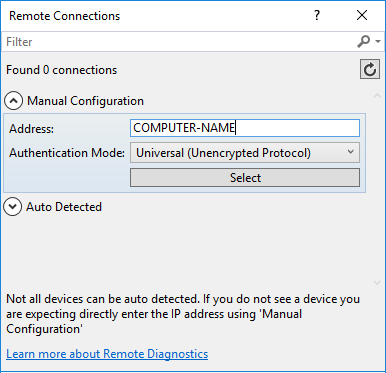 Remote Connections
Filter
Found 0 connections
Manual Configuration
Address: COMPUTER-NAME
Authentication Mode: Universal (Unencrypted Protocol)
Select
Auto Detected
Not all devices can be auto detected. If you do not see a device you
are expecting directly enter the IP address using 'Manual
Configuration'
Learn more about Remote Diagnostics